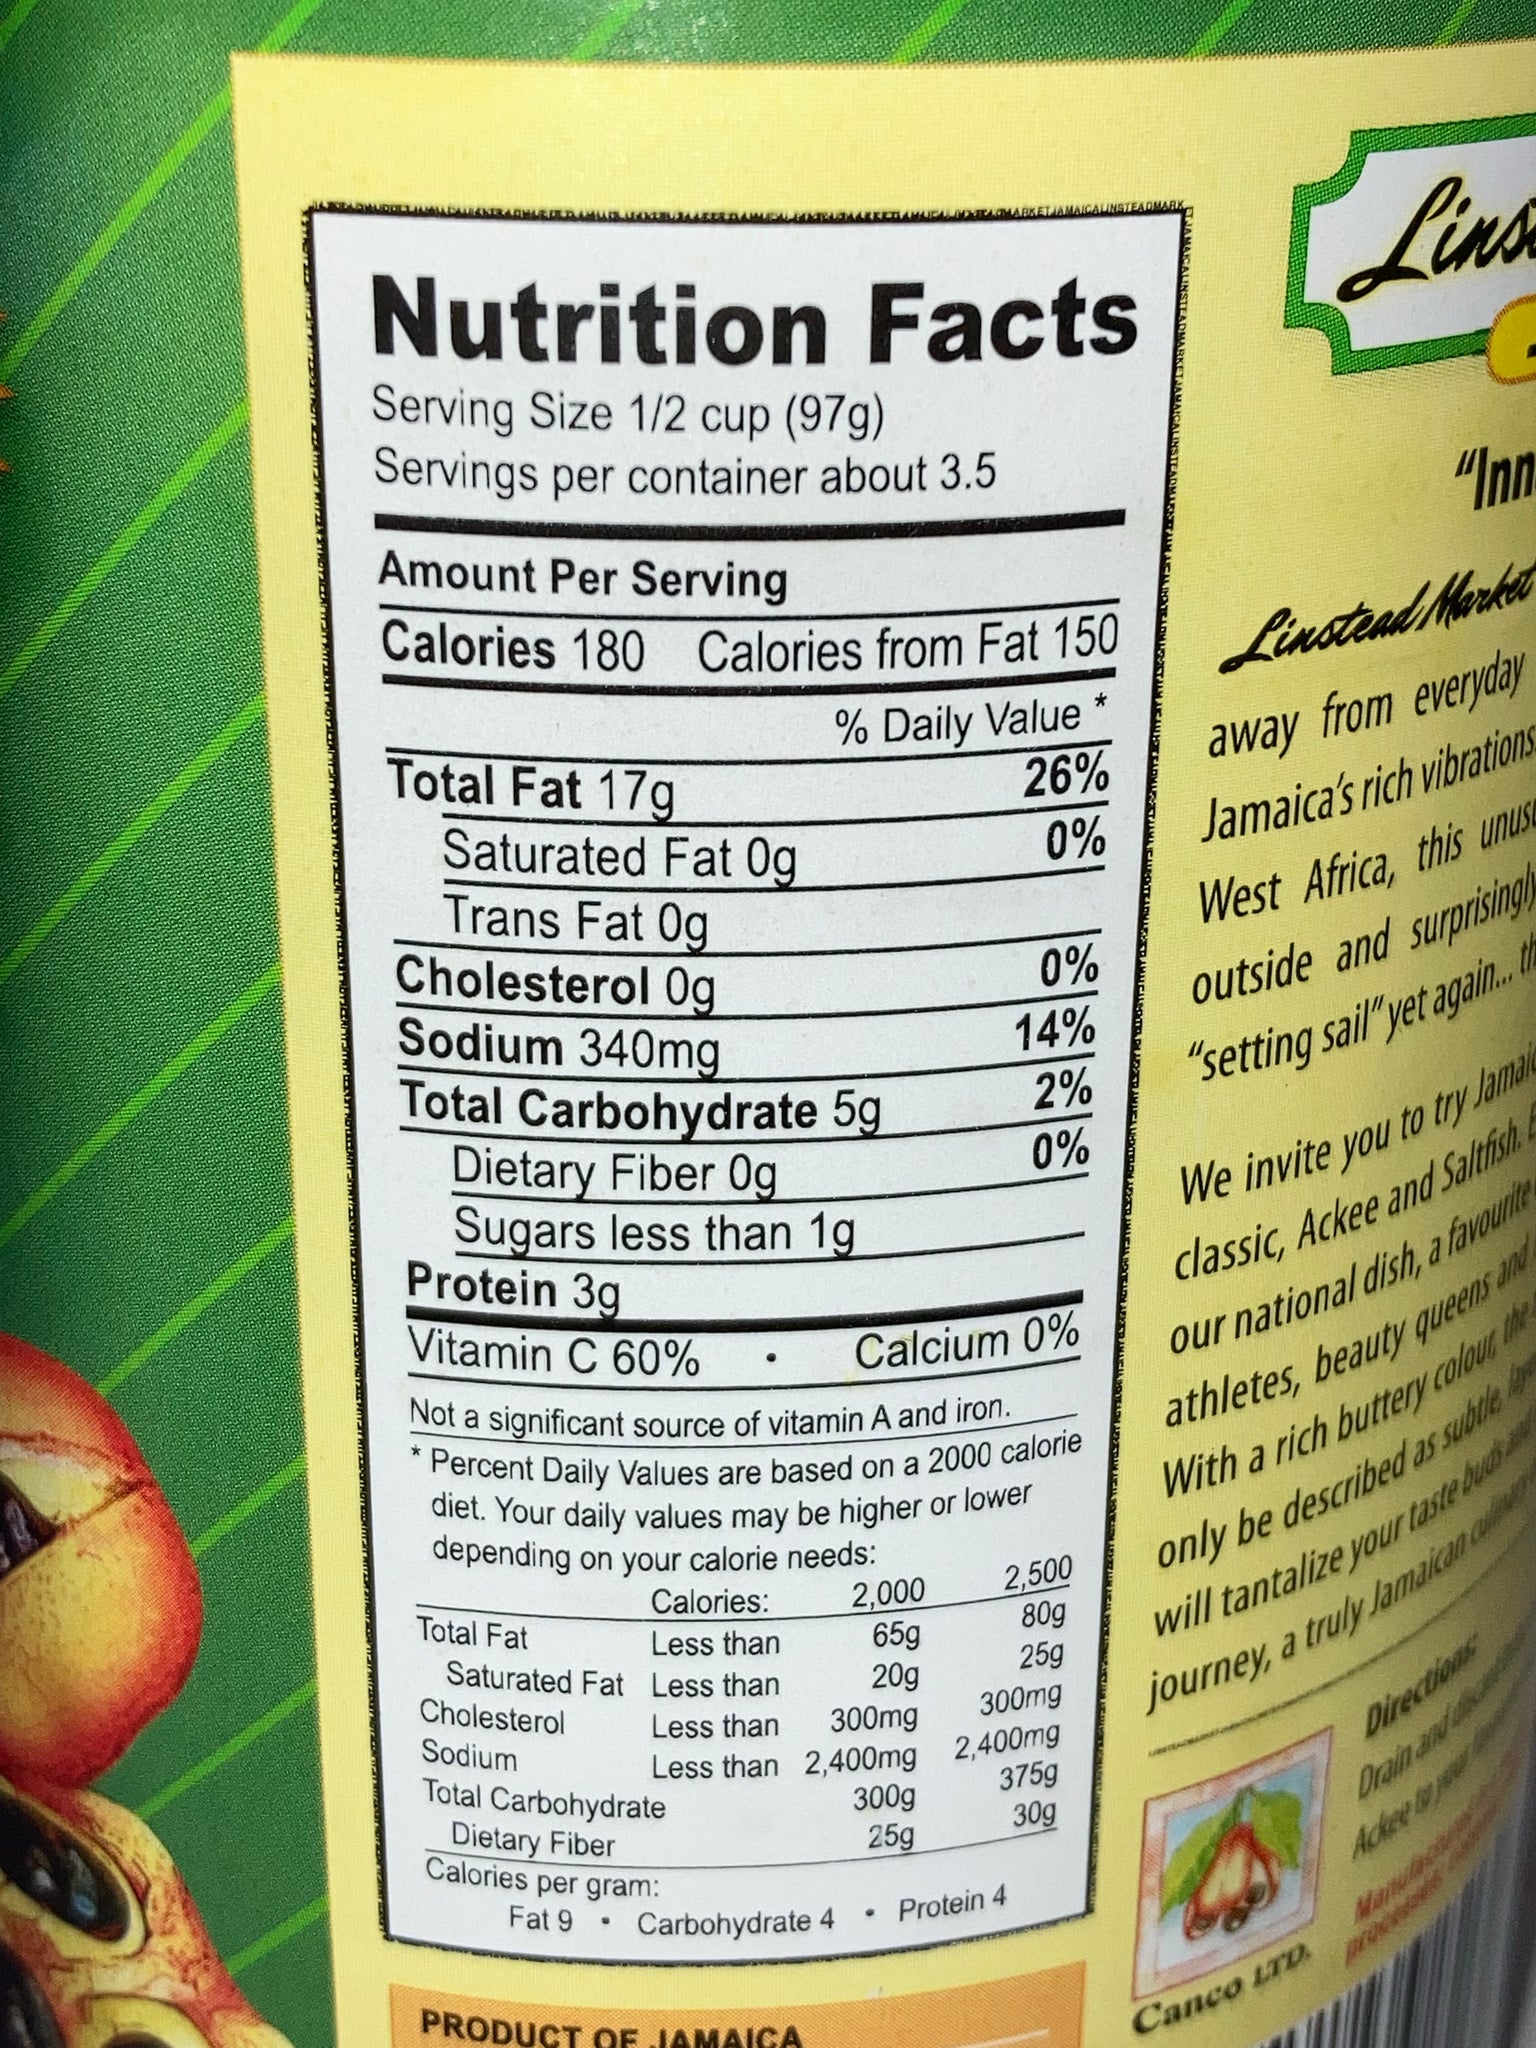 Nutrition Facts
Serving Size 1/2 cup (97g)
Servings per container about 3.5
Amount Per Serving
Calories 180 Calories from Fat 150
% Daily Value *
Total Fat 17g 26%
Saturated Fat 0g 0%
Trans Fat 0g
Cholesterol 0g 0%
Sodium 340mg 14%
Total Carbohydrate 5g 2%
Dietary Fiber 0g 0%
Sugars less than 1g
Protein 3g
Vitamin C 60% • Calcium 0%
Not a significant source of vitamin A and iron.
* Percent Daily Values are based on a 2000 calorie
diet. Your daily values may be higher or lower
depending on your calorie needs:
Calories: 2,000 2,500
Total Fat Less than 65g 80g
Saturated Fat Less than 20g 25g
Cholesterol Less than 300mg 300mg
Sodium Less than 2,400mg 2,400mg
Total Carbohydrate 300g 375g
Dietary Fiber 25g 30g
Calories per gram:
Fat 9 • Carbohydrate 4 • Protein 4
PRODUCT OF JAMAICA
Linstead Market
away from everyday
Jamaica's rich vibrations
West Africa, this
outside and surprisingly
"setting sail" yet again...
We invite you to try
classic, Ackee and Saltfish.
our national dish, a favourite
athletes, beauty queens and
With a rich buttery colour,
only be described as subtle,
will tantalize your taste buds
journey, a truly Jamaican
Directions:
Drain and
Ackee to your
Canco LTD.